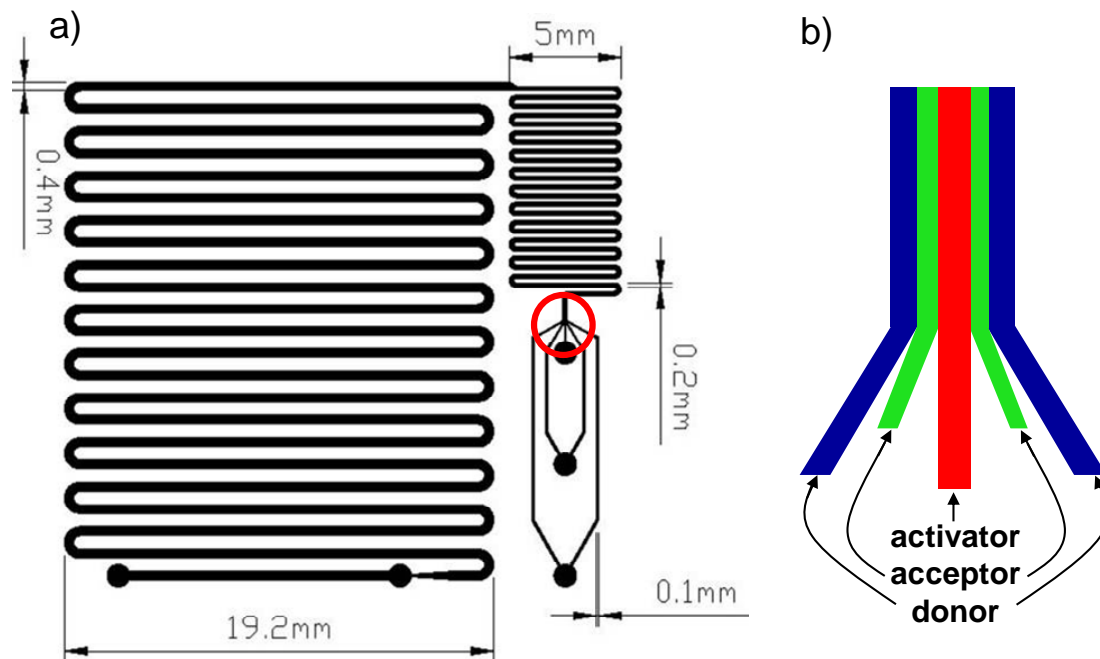 a)
5mm
b)
0.4mm
0.2mm
activator
acceptor
donor
0.1mm
19.2mm